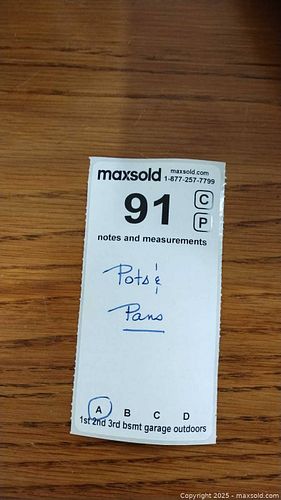 maxsold maxsold.com
1-877-257-7799
91 C
P
notes and measurements
Pots &
Pans
A B C D
1st 2nd 3rd bsmt garage outdoors
Copyright 2025 - maxsold.com